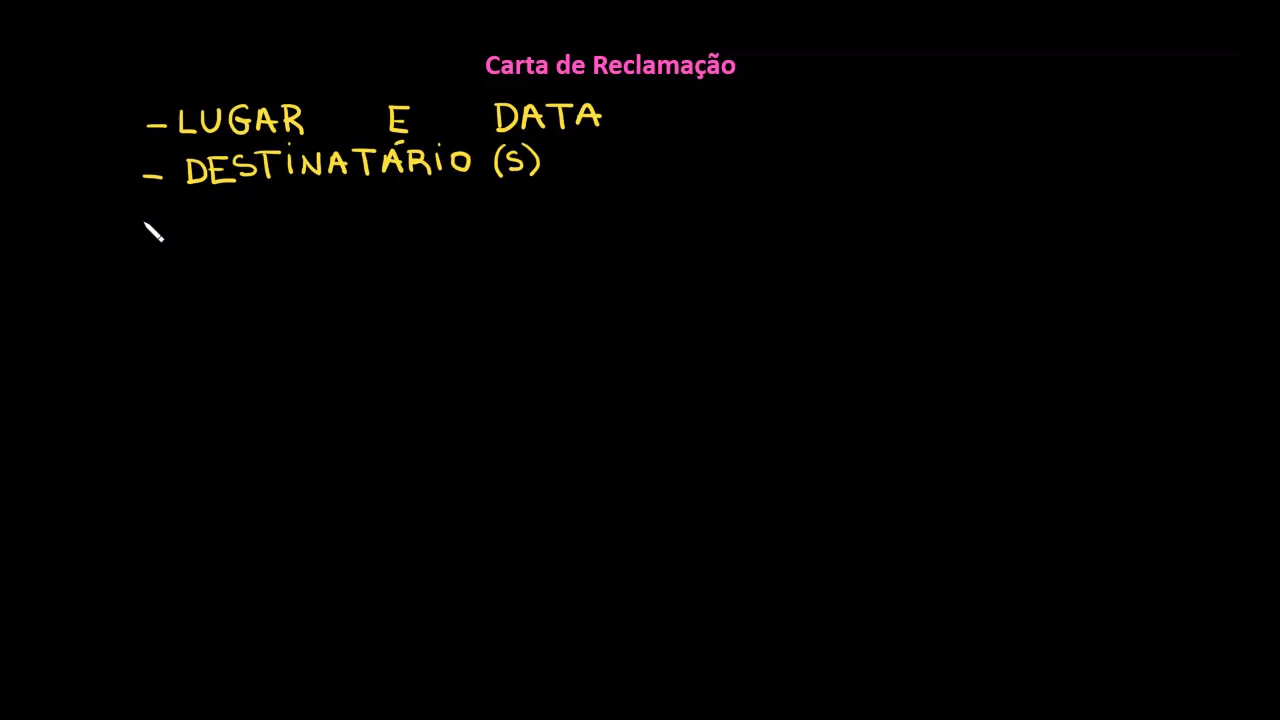 Carta de Reclamação
- LUGAR E DATA
- DESTINATÁRIO (S)